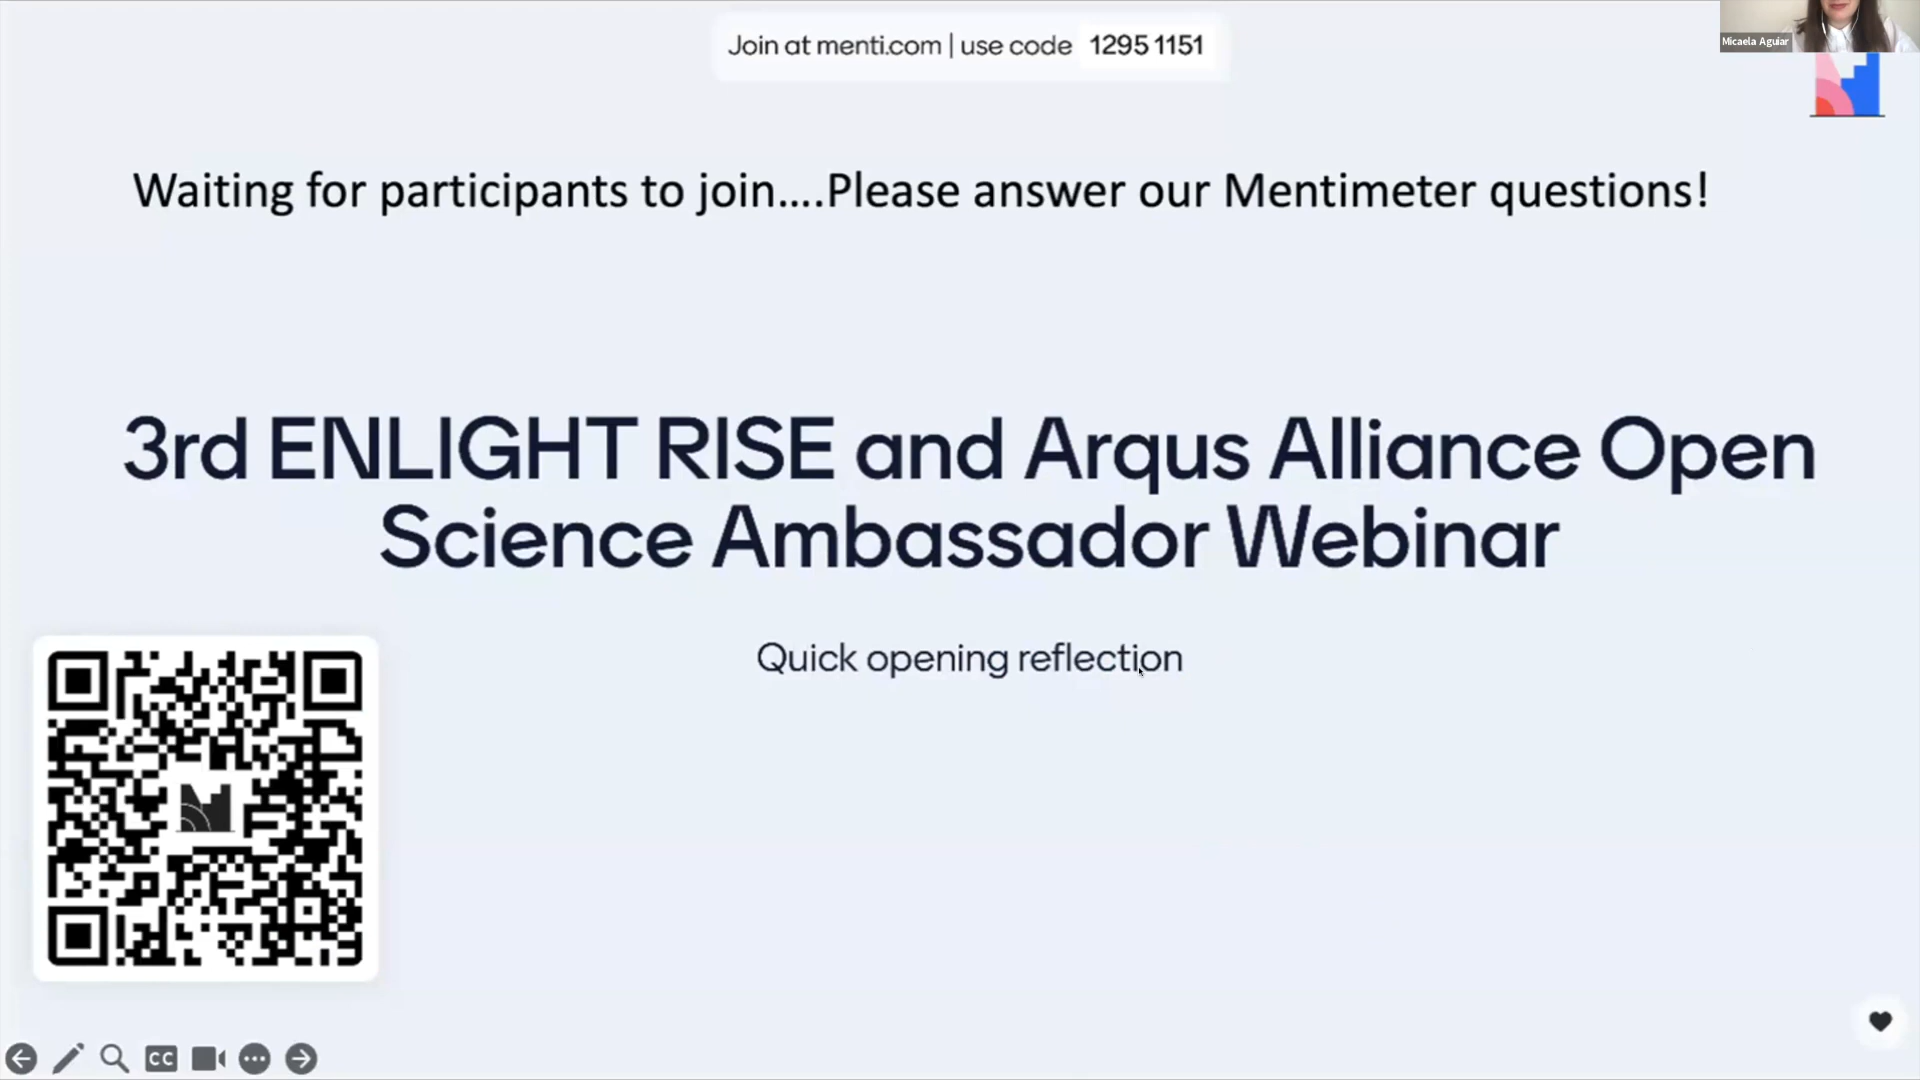 Join at menti.com | use code 1295 1151
Micaela Aguiar
Waiting for participants to join....Please answer our Mentimeter questions!
3rd ENLIGHT RISE and Arqus Alliance Open
Science Ambassador Webinar
Quick opening reflection
CC